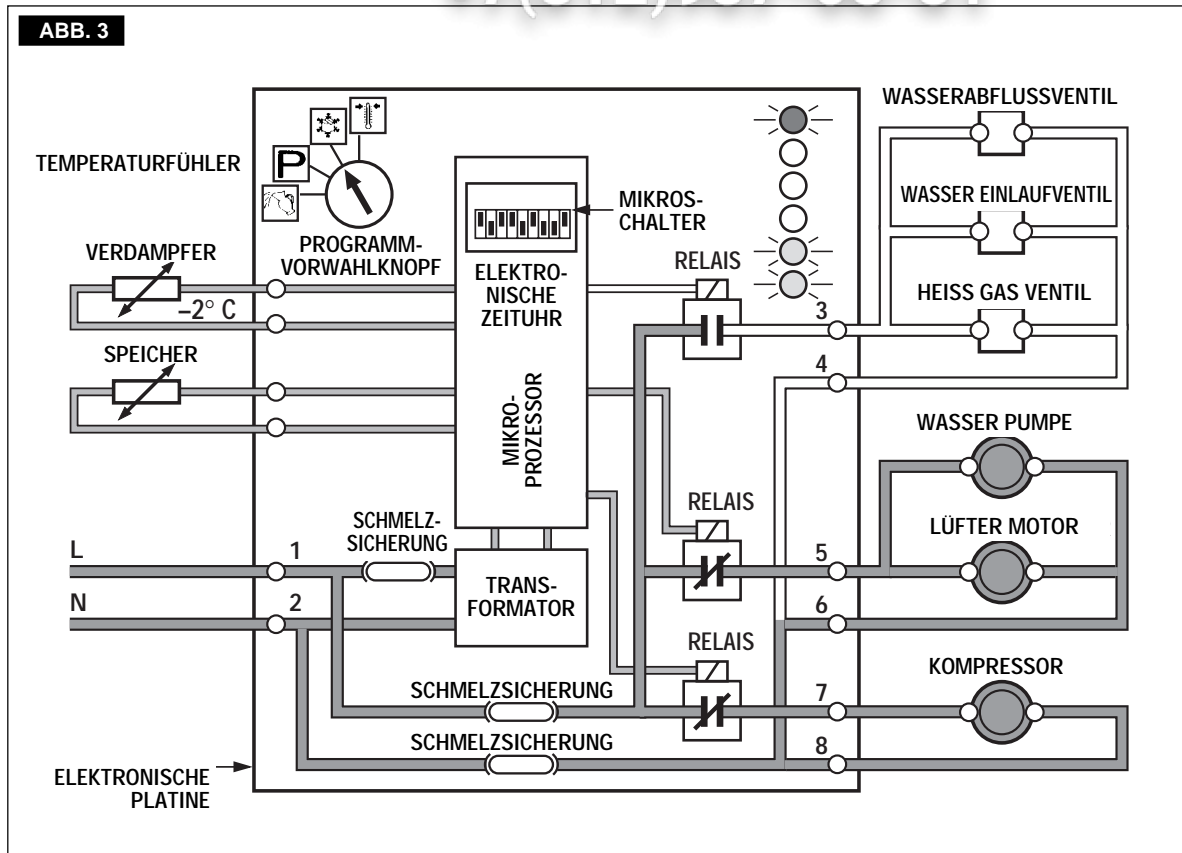 ABB. 3
TEMPERATURFÜHLER
VERDAMPFER
–2° C
SPEICHER
L
N
1
2
P
PROGRAMM-
VORWAHLKNOPF
MIKROS-
CHALTER
ELEKTRO-
NISCHE
ZEITUHR
MIKRO-
PROZESSOR
SCHMELZ-
SICHERUNG
TRANS-
FORMATOR
SCHMELZSICHERUNG
SCHMELZSICHERUNG
ELEKTRONISCHE
PLATINE
RELAIS
RELAIS
RELAIS
3
4
5
6
7
8
WASSERABFLUSSVENTIL
WASSER EINLAUFVENTIL
HEISS GAS VENTIL
WASSER PUMPE
LÜFTER MOTOR
KOMPRESSOR